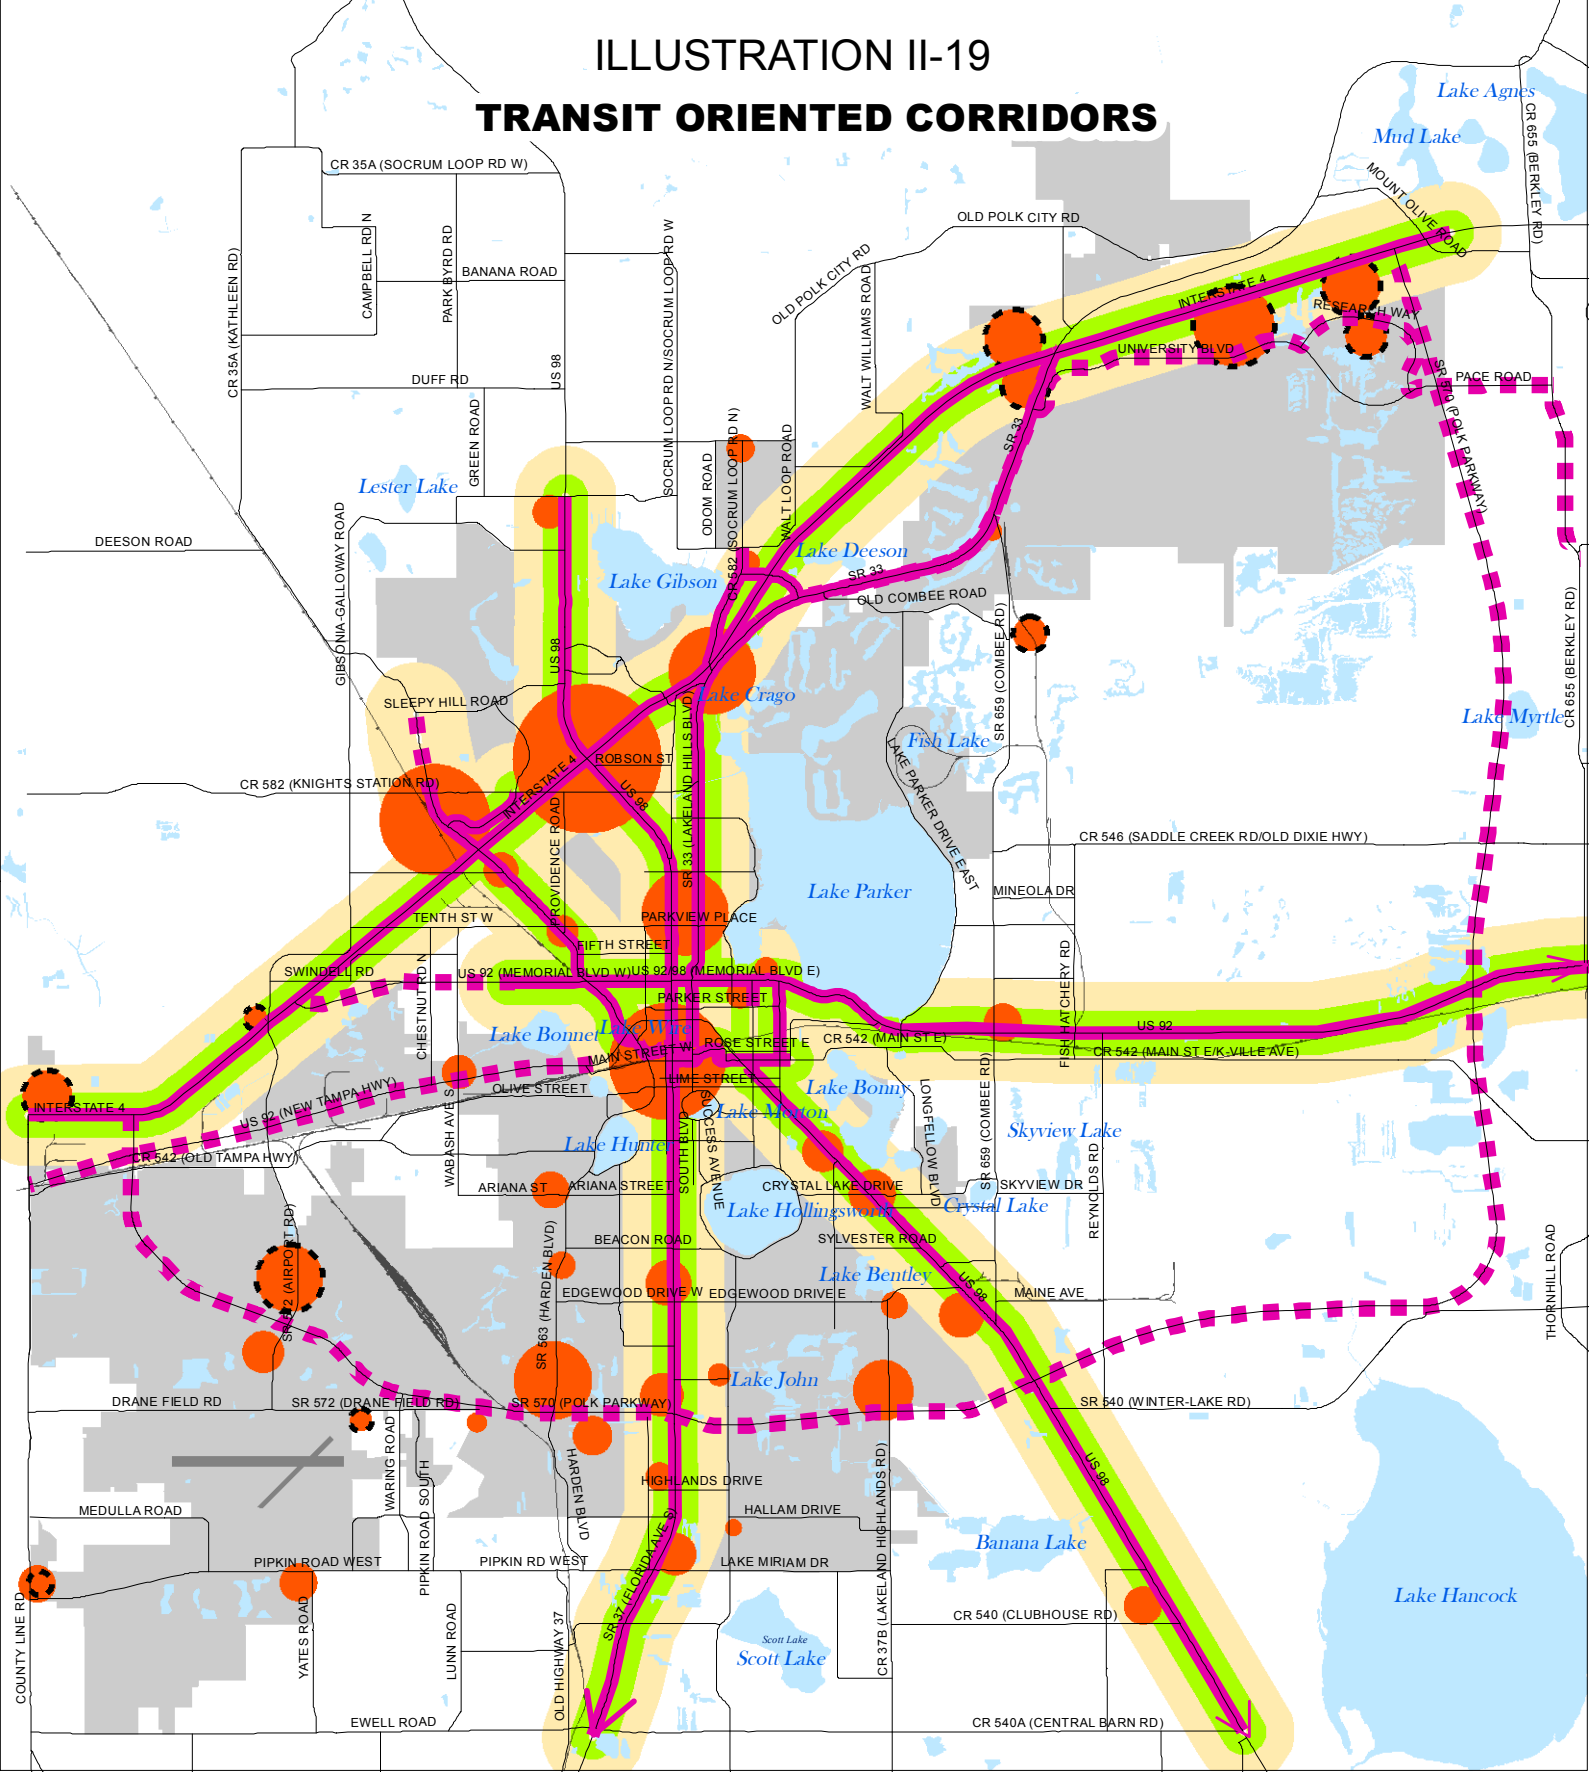 ILLUSTRATION II-19
TRANSIT ORIENTED CORRIDORS
Lake Agnes
Mud Lake
CR 655 (BERKLEY RD)
MOUNT OLIVE ROAD
CR 35A (SOCRUM LOOP RD W)
OLD POLK CITY RD
CAMPBELL RD N
PARK BYRD RD
BANANA ROAD
CR 35A (KATHLEEN RD)
SOCRUM LOOP RD N/SOCRUM LOOP RD W
OLD POLK CITY RD
WALT WILLIAMS ROAD
INTERSTATE 4
RESEARCH WAY
UNIVERSITY BLVD
US 98
DUFF RD
PACE ROAD
SR 570 (POLK PARKWAY)
GREEN ROAD
SR 33
ODOM ROAD
CR 582 (SOCRUM LOOP RD N)
WALT LOOP ROAD
Lester Lake
GIBSONIA-GALLOWAY ROAD
DEESON ROAD
Lake Deeson
Lake Gibson
SR 33
OLD COMBEE ROAD
SR 659 (COMBEE RD)
CR 655 (BERKLEY RD)
US 98
SLEEPY HILL ROAD
Lake Crago
Lake Myrtle
Fish Lake
ROBSON ST
SR 33 (LAKELAND HILLS BLVD)
LAKE PARKER DRIVE EAST
CR 582 (KNIGHTS STATION RD)
INTERSTATE 4
US 98
PROVIDENCE ROAD
CR 546 (SADDLE CREEK RD/OLD DIXIE HWY)
Lake Parker
MINEOLA DR
TENTH ST W
PARKVIEW PLACE
FIFTH STREET
FISH HATCHERY RD
SWINDELL RD
CHESTNUT RD N
US 92 (MEMORIAL BLVD W)
US 92/98 (MEMORIAL BLVD E)
PARKER STREET
Lake Bonnet
Lake Wire
US 92
ROSE STREET E
CR 542 (MAIN ST E)
CR 542 (MAIN ST E/K-VILLE AVE)
MAIN STREET W
LIME STREET
OLIVE STREET
INTERSTATE 4
US 92 (NEW TAMPA HWY)
WABASH AVE S
Lake Bonny
Lake Morton
LONGFELLOW BLVD
SR 659 (COMBEE RD)
Skyview Lake
Lake Hunter
SOUTH BLVD
SUCCESS AVENUE
CR 542 (OLD TAMPA HWY)
REYNOLDS RD
ARIANA ST
ARIANA STREET
CRYSTAL LAKE DRIVE
SKYVIEW DR
Crystal Lake
Lake Hollingsworth
SR 572 (AIRPORT RD)
SR 563 (HARDEN BLVD)
BEACON ROAD
SYLVESTER ROAD
THORNHILL ROAD
Lake Bentley
US 98
MAINE AVE
EDGEWOOD DRIVE W
EDGEWOOD DRIVE E
Lake John
DRANE FIELD RD
SR 572 (DRANE FIELD RD)
SR 570 (POLK PARKWAY)
SR 540 (WINTER-LAKE RD)
WARING ROAD
PIPKIN ROAD SOUTH
HARDEN BLVD
HIGHLANDS DRIVE
CR 37B (LAKELAND HIGHLANDS RD)
US 98
MEDULLA ROAD
HALLAM DRIVE
Banana Lake
PIPKIN ROAD WEST
PIPKIN RD WEST
LAKE MIRIAM DR
SR 37 (FLORIDA AVE S)
Lake Hancock
COUNTY LINE RD
YATES ROAD
LUNN ROAD
OLD HIGHWAY 37
CR 540 (CLUBHOUSE RD)
Scott Lake
Scott Lake
EWELL ROAD
CR 540A (CENTRAL BARN RD)